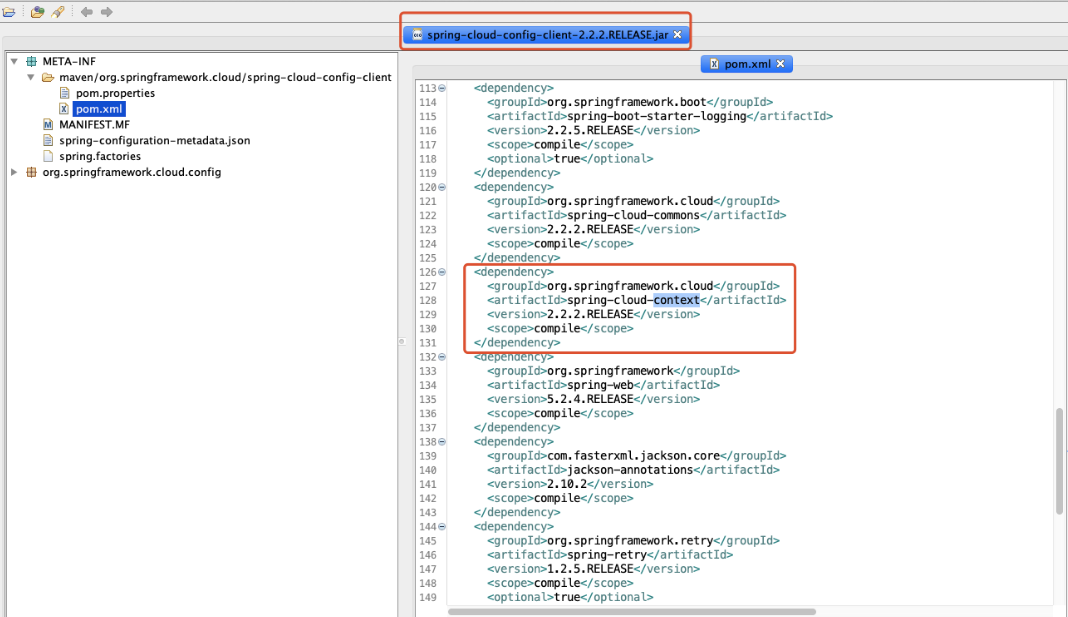 spring-cloud-config-client-2.2.2.RELEASE.jar
META-INF
maven/org.springframework.cloud/spring-cloud-config-client
pom.properties
pom.xml
MANIFEST.MF
spring-configuration-metadata.json
spring.factories
org.springframework.cloud.config
pom.xml
113 <dependency>
114 <groupId>org.springframework.boot</groupId>
115 <artifactId>spring-boot-starter-logging</artifactId>
116 <version>2.2.5.RELEASE</version>
117 <scope>compile</scope>
118 <optional>true</optional>
119 </dependency>
120 <dependency>
121 <groupId>org.springframework.cloud</groupId>
122 <artifactId>spring-cloud-commons</artifactId>
123 <version>2.2.2.RELEASE</version>
124 <scope>compile</scope>
125 </dependency>
126 <dependency>
127 <groupId>org.springframework.cloud</groupId>
128 <artifactId>spring-cloud-context</artifactId>
129 <version>2.2.2.RELEASE</version>
130 <scope>compile</scope>
131 </dependency>
132 <dependency>
133 <groupId>org.springframework</groupId>
134 <artifactId>spring-web</artifactId>
135 <version>5.2.4.RELEASE</version>
136 <scope>compile</scope>
137 </dependency>
138 <dependency>
139 <groupId>com.fasterxml.jackson.core</groupId>
140 <artifactId>jackson-annotations</artifactId>
141 <version>2.10.2</version>
142 <scope>compile</scope>
143 </dependency>
144 <dependency>
145 <groupId>org.springframework.retry</groupId>
146 <artifactId>spring-retry</artifactId>
147 <version>1.2.5.RELEASE</version>
148 <scope>compile</scope>
149 <optional>true</optional>